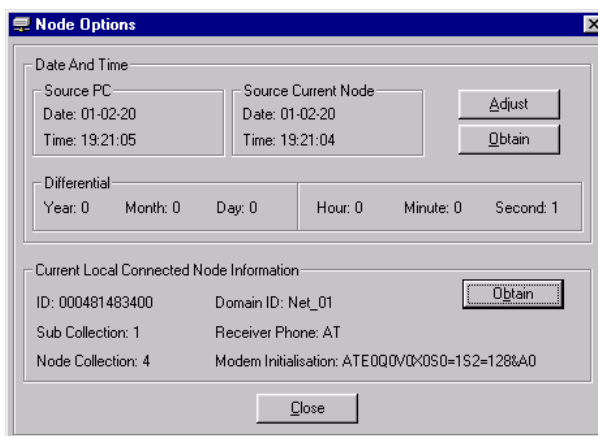 Node Options
Date And Time
Source PC
Date: 01-02-20
Time: 19:21:05
Source Current Node
Date: 01-02-20
Time: 19:21:04
Adjust
Obtain
Differential
Year: 0 Month: 0 Day: 0 Hour: 0 Minute: 0 Second: 1
Current Local Connected Node Information
ID: 000481483400 Domain ID: Net_01
Obtain
Sub Collection: 1 Receiver Phone: AT
Node Collection: 4 Modem Initialisation: ATE0Q0V0X0S0=1S2=128&A0
Close